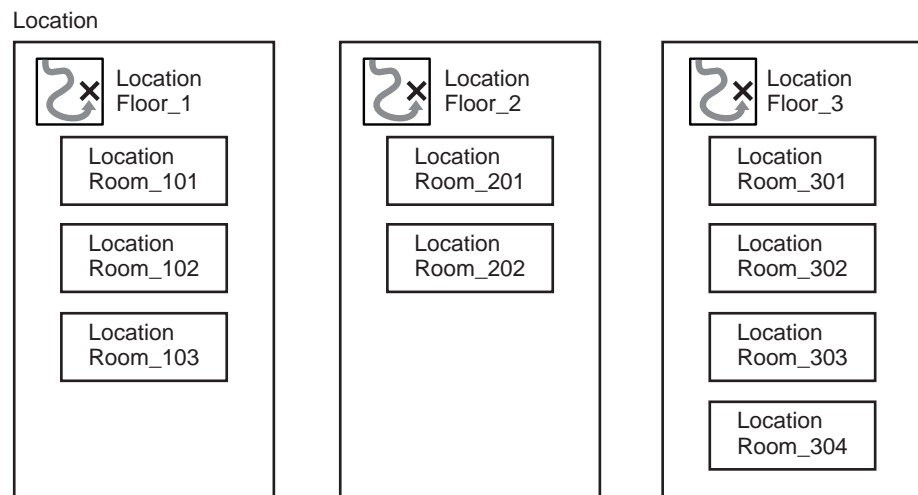 Location
Location
Floor_1
Location
Room_101
Location
Room_102
Location
Room_103
Location
Floor_2
Location
Room_201
Location
Room_202
Location
Floor_3
Location
Room_301
Location
Room_302
Location
Room_303
Location
Room_304